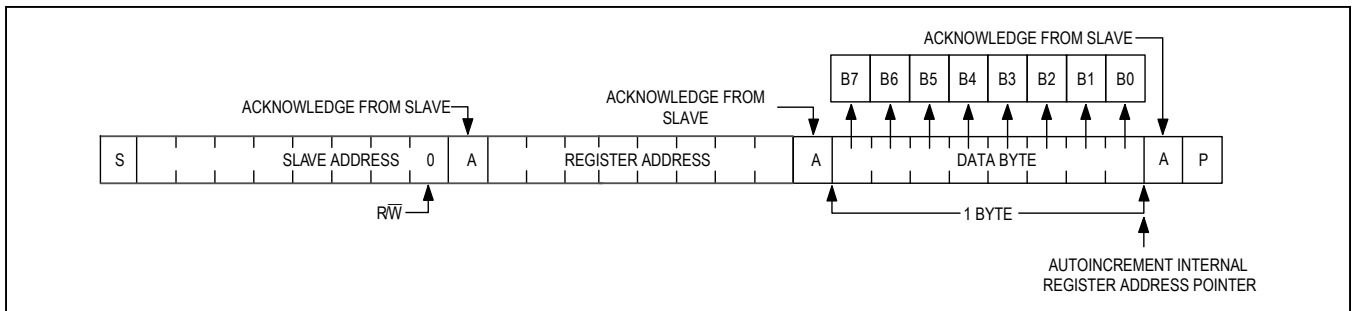 ACKNOWLEDGE FROM SLAVE
B7 B6 B5 B4 B3 B2 B1 B0
ACKNOWLEDGE FROM SLAVE
ACKNOWLEDGE FROM
SLAVE
S SLAVE ADDRESS 0 A REGISTER ADDRESS A DATA BYTE A P
R/W̅
1 BYTE
AUTOINCREMENT INTERNAL
REGISTER ADDRESS POINTER